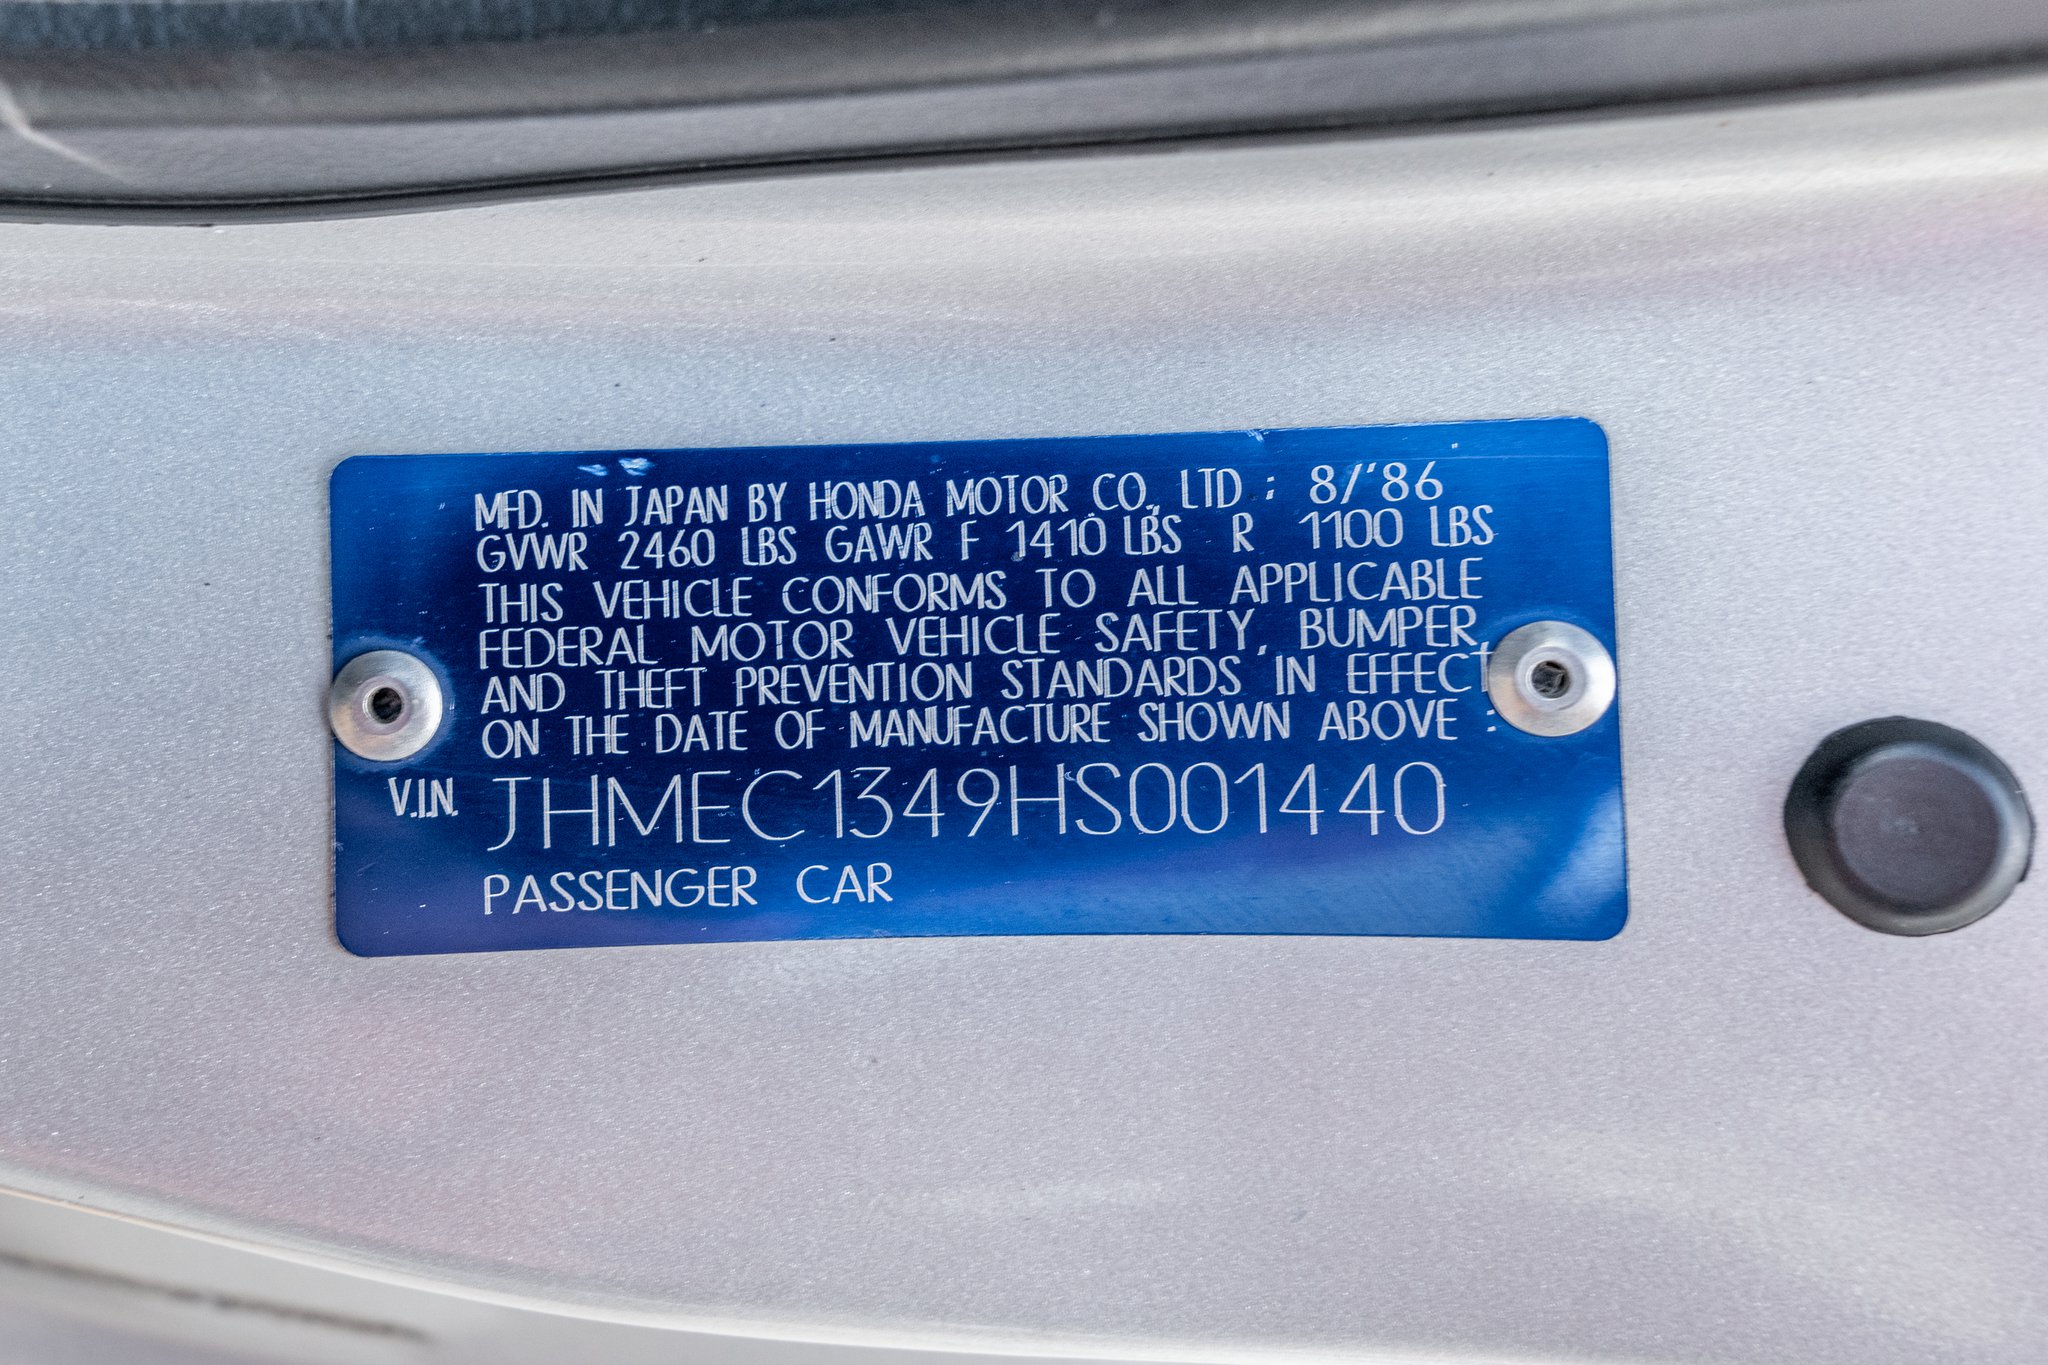 MFD. IN JAPAN BY HONDA MOTOR CO., LTD : 8/'86
GVWR 2460 LBS GAWR F 1410 LBS R 1100 LBS
THIS VEHICLE CONFORMS TO ALL APPLICABLE
FEDERAL MOTOR VEHICLE SAFETY, BUMPER,
AND THEFT PREVENTION STANDARDS IN EFFECT
ON THE DATE OF MANUFACTURE SHOWN ABOVE :
V.I.N. JHMEC1349HS001440
PASSENGER CAR